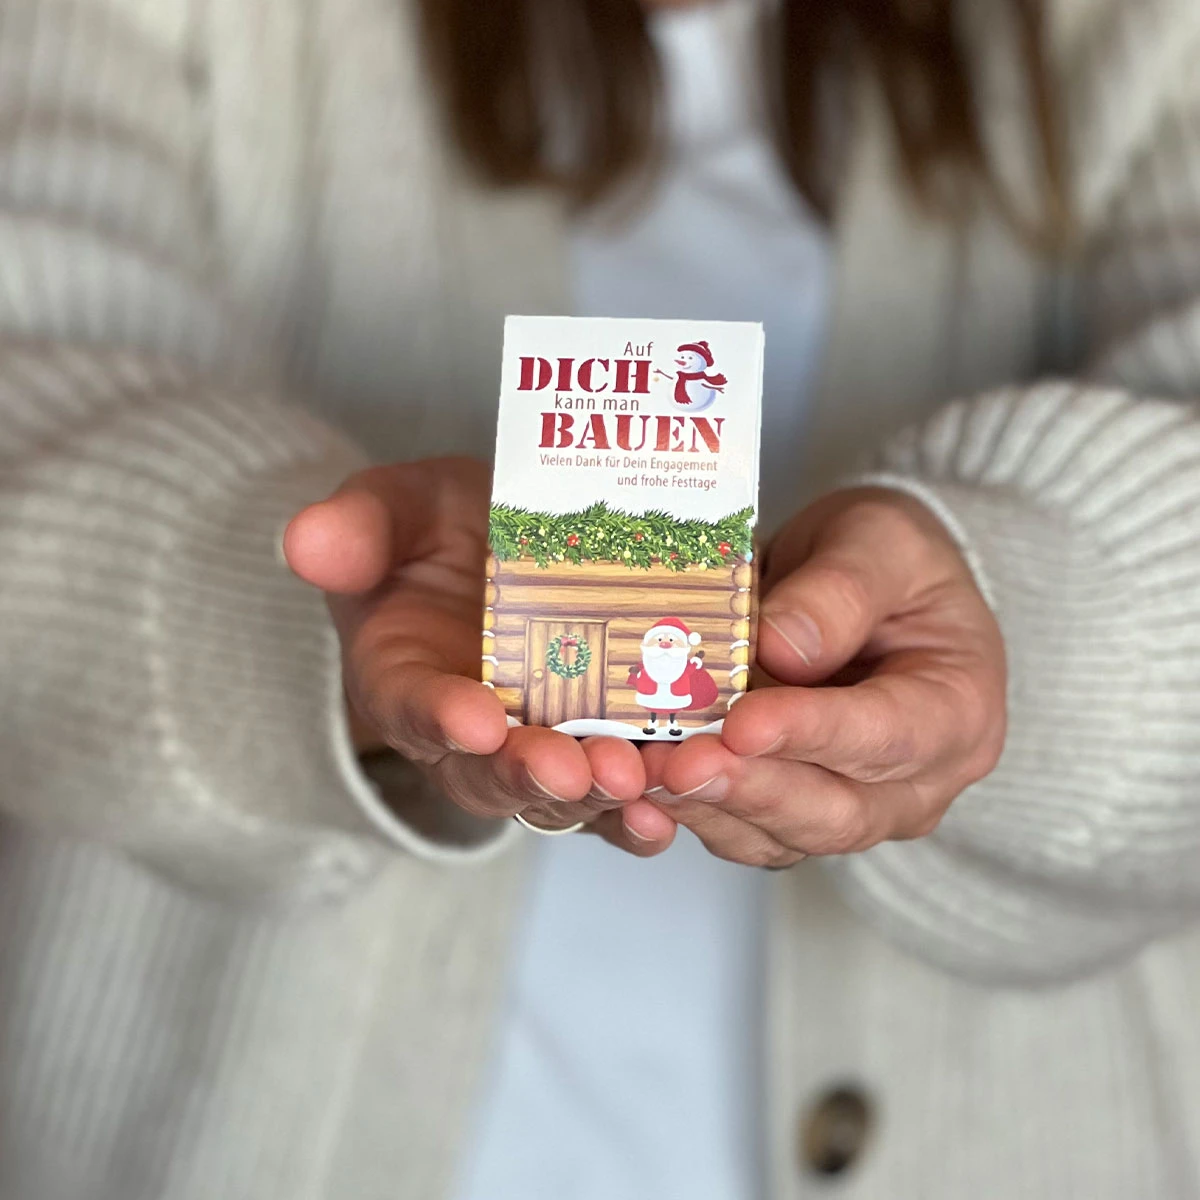 Auf
DICH
kann man
BAUEN
Vielen Dank für Dein Engagement
und frohe Festtage